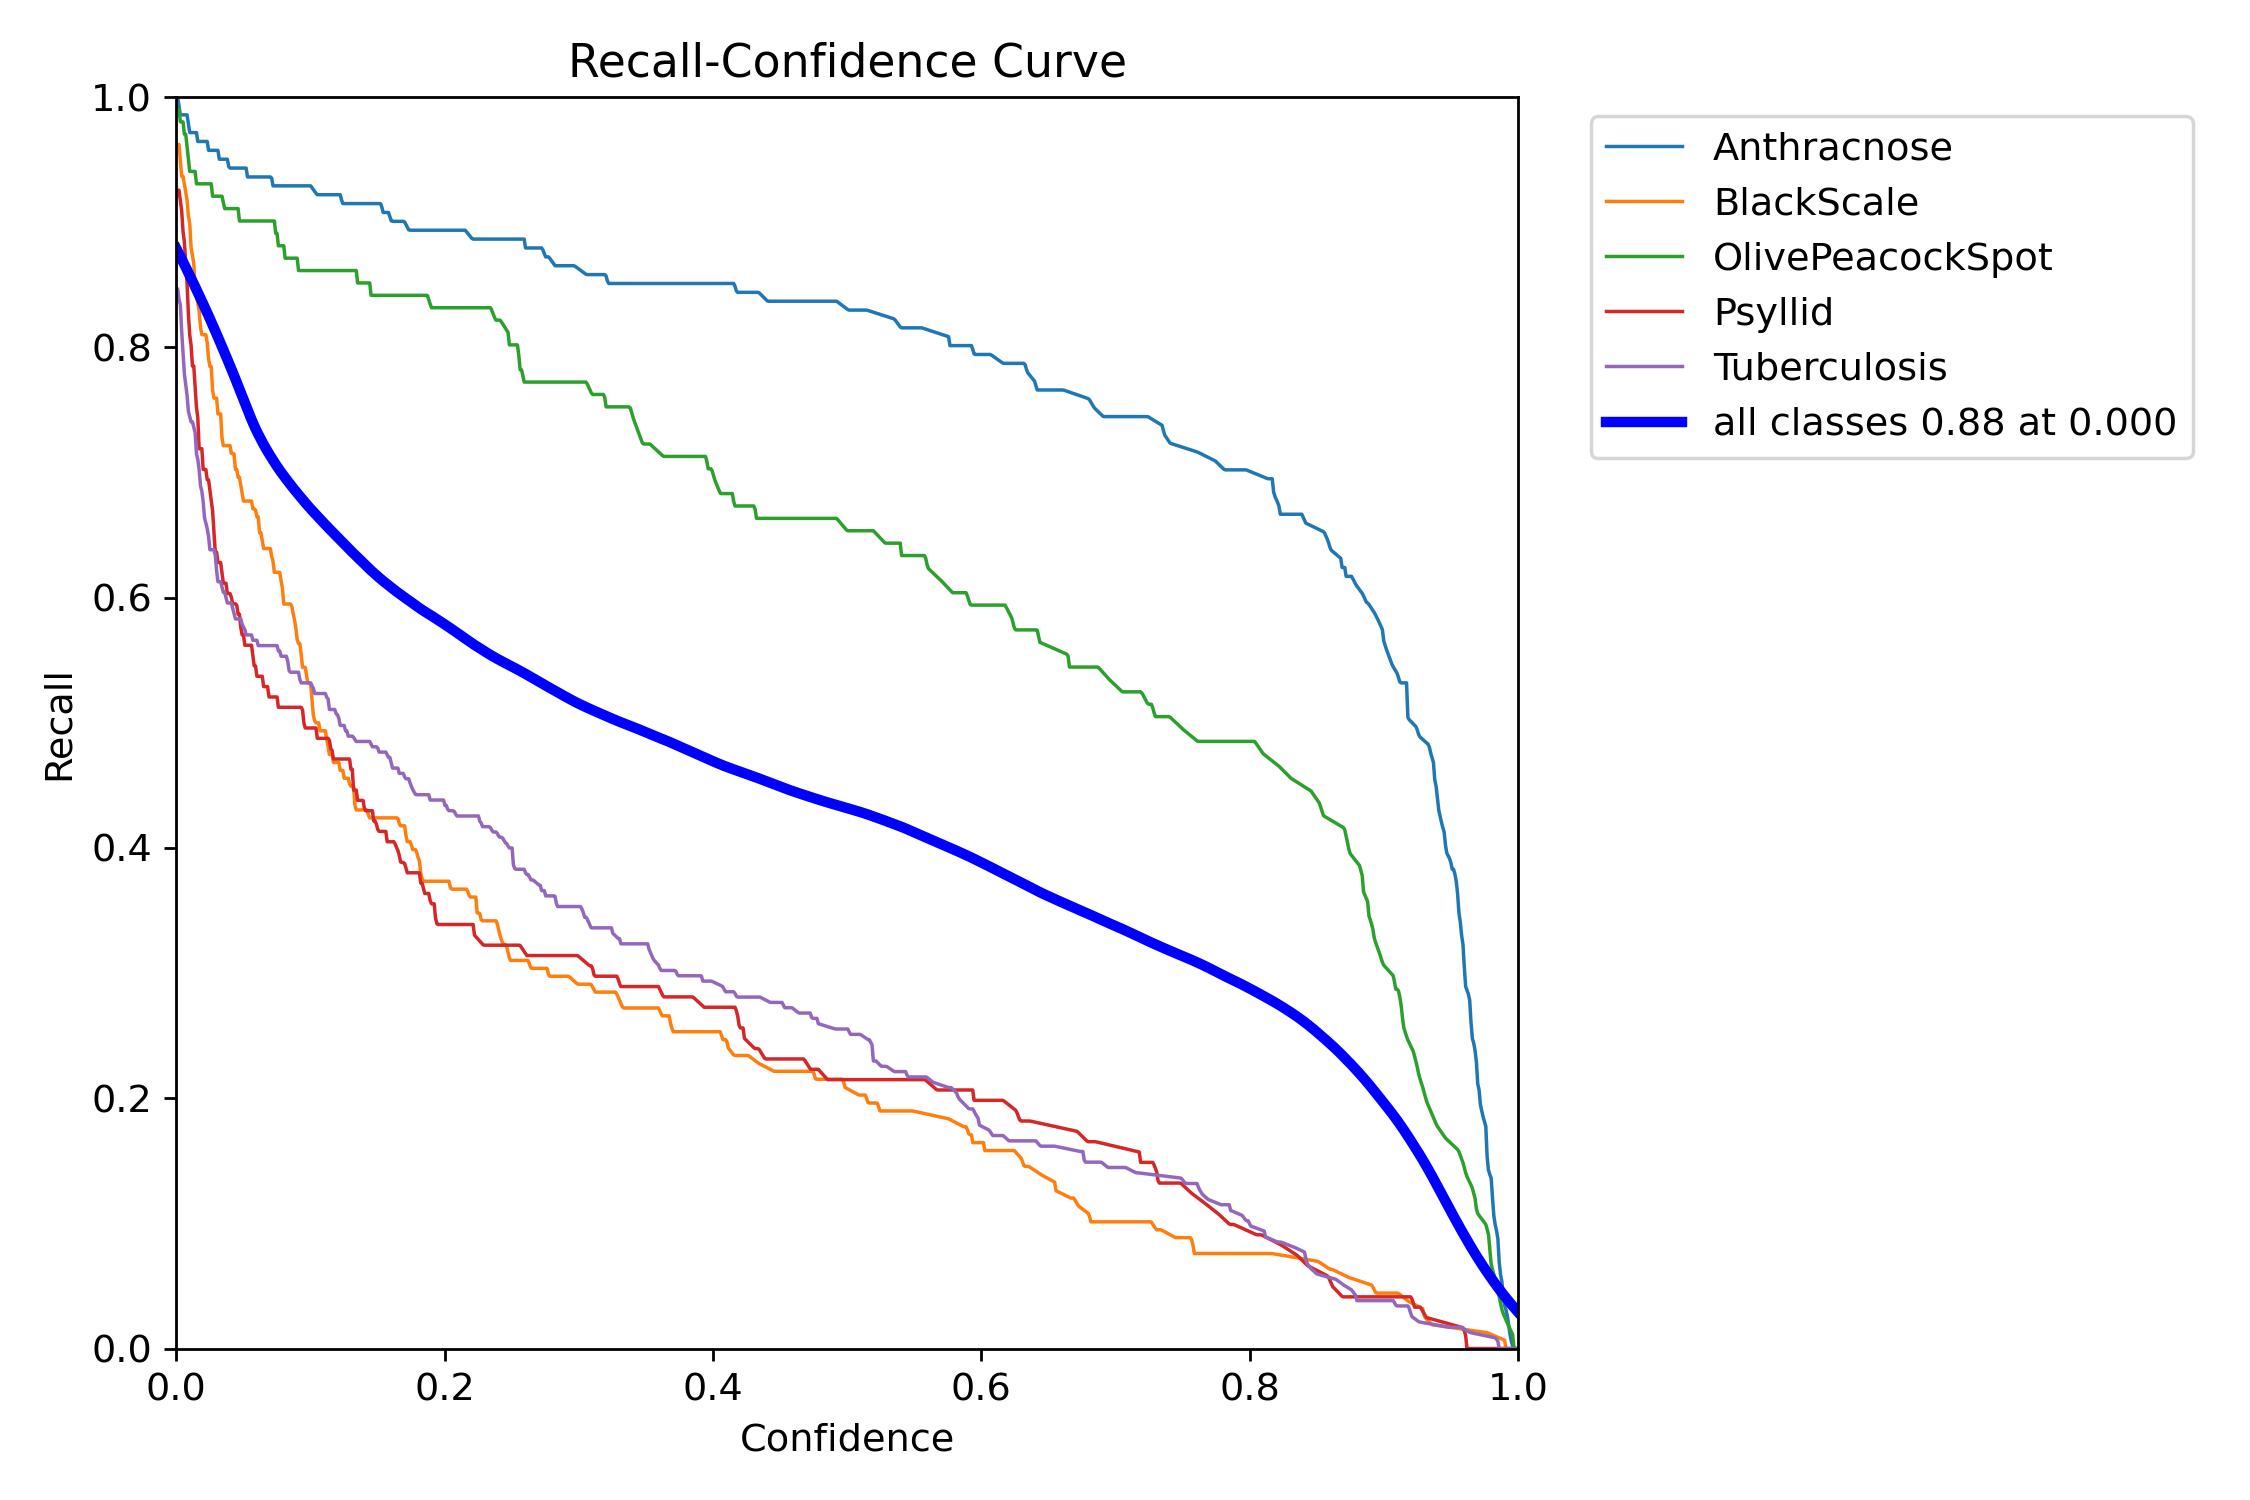 Recall-Confidence Curve
1.0
0.8
0.6
0.4
0.2
0.0
Recall
0.0 0.2 0.4 0.6 0.8 1.0
Confidence
Anthracnose
BlackScale
OlivePeacockSpot
Psyllid
Tuberculosis
all classes 0.88 at 0.000